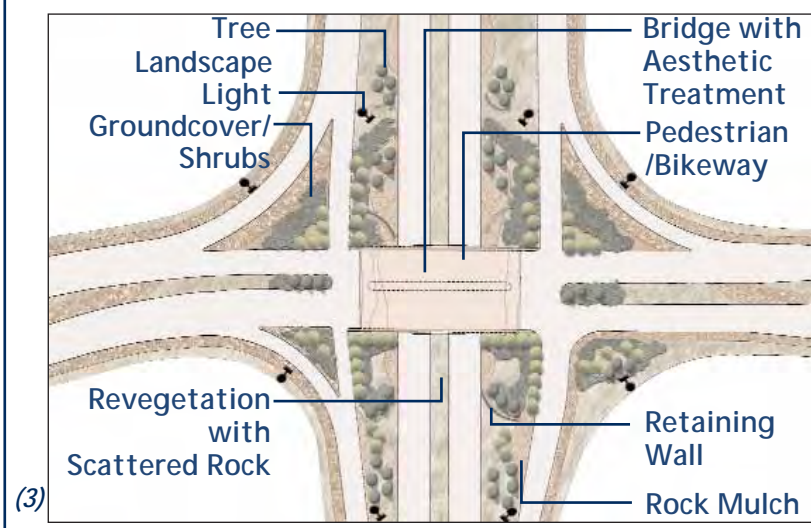 Tree
Landscape
Light
Groundcover/
Shrubs
Bridge with
Aesthetic
Treatment
Pedestrian
/Bikeway
Revegetation
with
Scattered Rock
Retaining
Wall
Rock Mulch
(3)